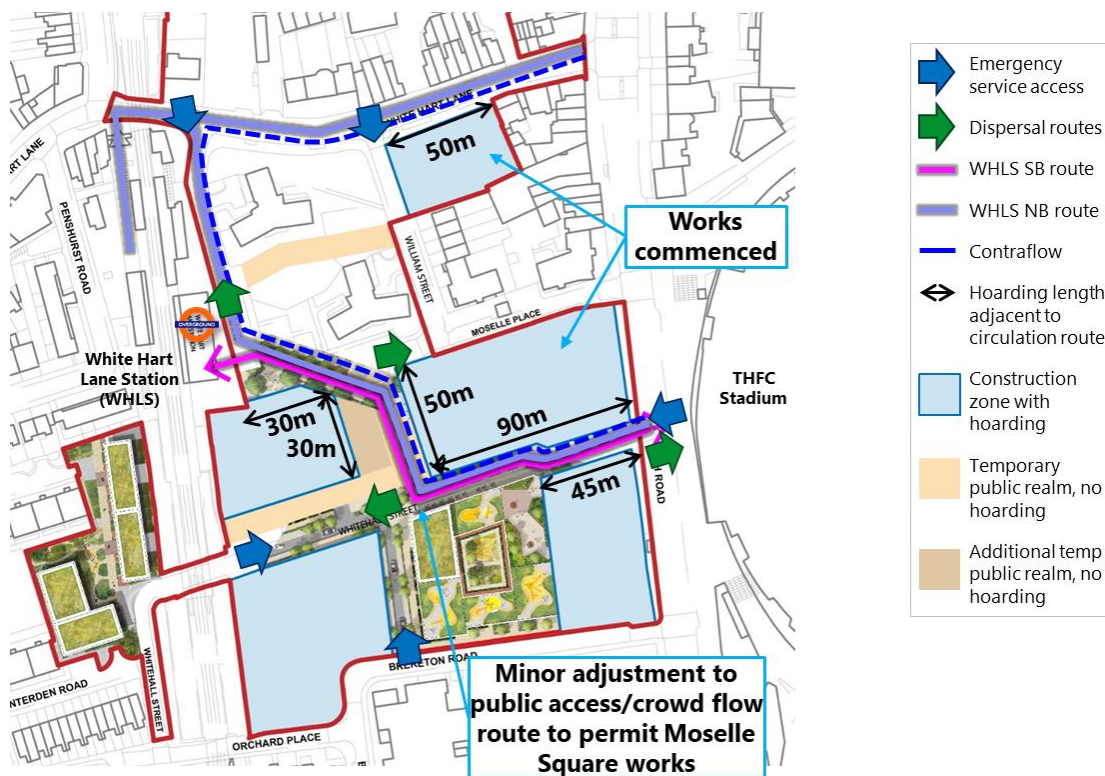 WHITE HART LANE
50m
Works
commenced
PENSHURST ROAD
WILLIAM STREET
MOSELLE PLACE
OVERGROUND
White Hart
Lane Station
(WHLS)
THFC
Stadium
50m
90m
30m
30m
45m
WHITEHALL STREET
BRERETON ROAD
WHITEHALL STREET
ORCHARD PLACE
Minor adjustment to
public access/crowd flow
route to permit Moselle
Square works
Emergency
service access
Dispersal routes
WHLS SB route
WHLS NB route
Contraflow
Hoarding length
adjacent to
circulation route
Construction
zone with
hoarding
Temporary
public realm, no
hoarding
Additional temp
public realm, no
hoarding